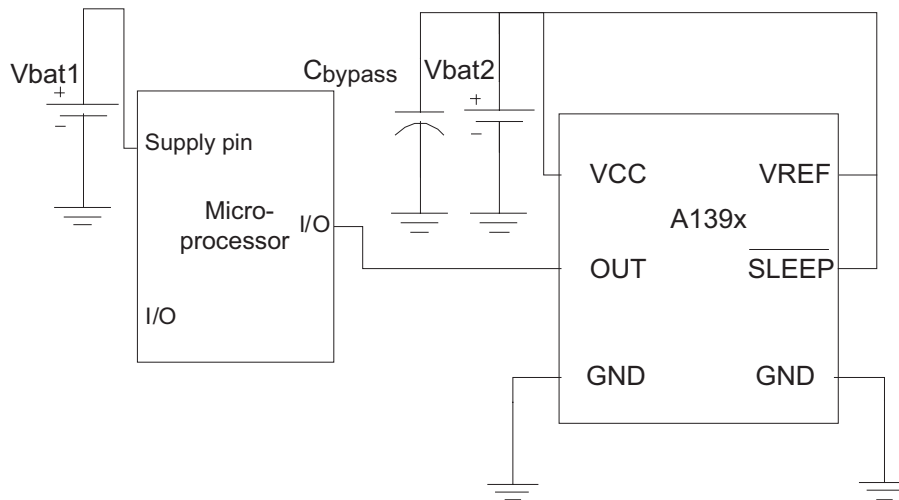 Vbat1
+
−
Supply pin
Micro-
processor
I/O
I/O
Cbypass
Vbat2
+
−
VCC
VREF
A139x
OUT
SLEEP
GND
GND